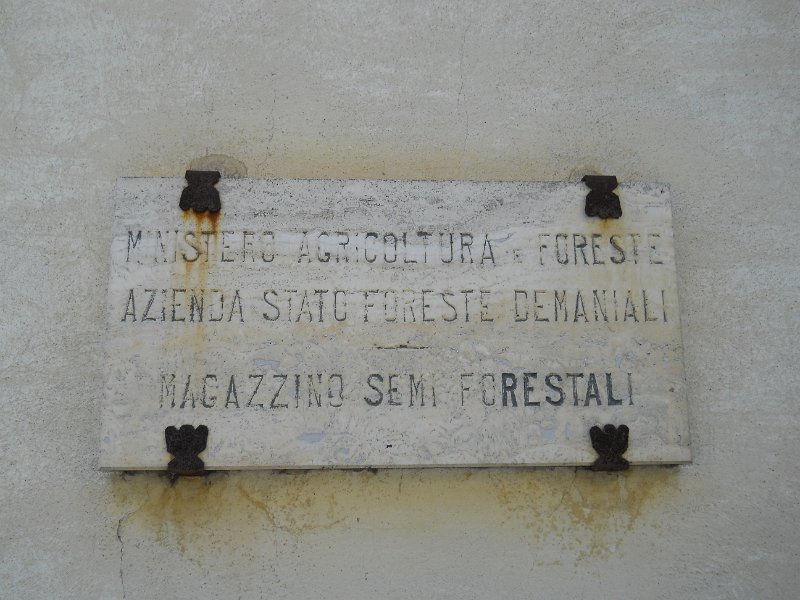 MINISTERO AGRICOLTURA E FORESTE
AZIENDA STATO FORESTE DEMANIALI
MAGAZZINO SEMI FORESTALI